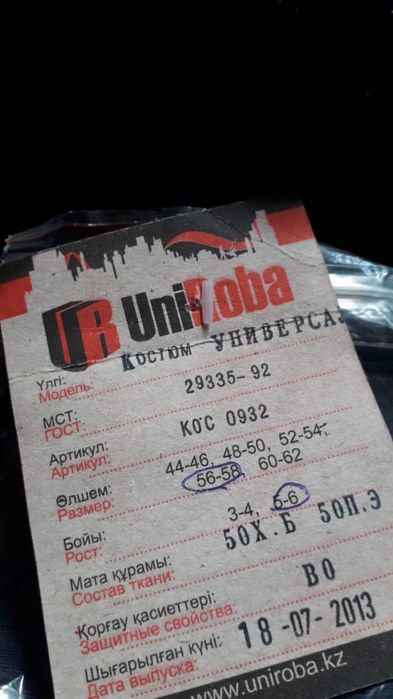 UniRoba
Үлгі:
Модель: Костюм УНИВЕРСАЛ
МСТ:
ГОСТ: 29335-92
Артикул:
Артикул: КОС 0932
Өлшем: 44-46, 48-50, 52-54,
Размер: 56-58, 60-62
Бойы:
Рост: 3-4, 5-6
Мата құрамы:
Состав ткани: 50Х.Б 50П.Э
Қорғау қасиеттері:
Защитные свойства: ВО
Шығарылған күні:
Дата выпуска: 18-07-2013
www.uniroba.kz